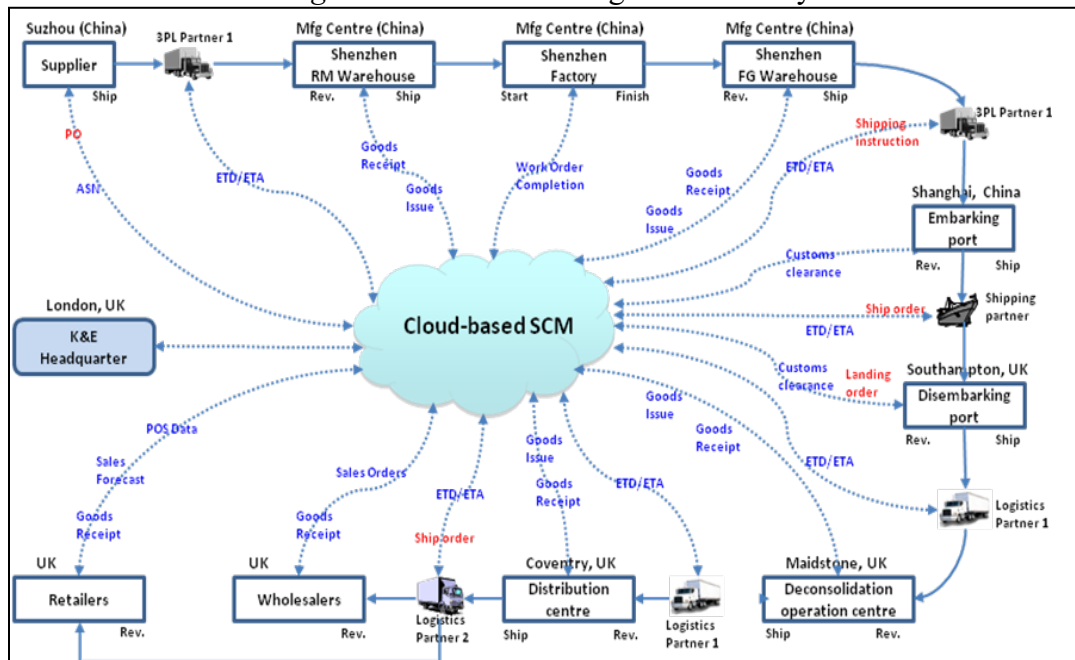 Suzhou (China)
3PL Partner 1
Mfg Centre (China)
Mfg Centre (China)
Mfg Centre (China)
Supplier
Shenzhen
RM Warehouse
Shenzhen
Factory
Shenzhen
FG Warehouse
Ship
Rev.
Ship
Start
Finish
Rev.
Ship
3PL Partner 1
PO
ASN
ETD/ETA
Goods
Receipt
Goods
Issue
Work Order
Completion
Goods
Receipt
Goods
Issue
Shipping
instruction
ETD/ETA
Shanghai, China
Embarking
port
Rev.
Ship
Customs
clearance
London, UK
K&E
Headquarter
Cloud-based SCM
Ship order
ETD/ETA
Shipping
partner
Customs
clearance
Landing
order
Southampton, UK
Disembarking
port
Rev.
Ship
Goods
Issue
Goods
Receipt
ETD/ETA
Logistics
Partner 1
POS Data
Sales
Forecast
Goods
Receipt
Sales Orders
Goods
Receipt
ETD/ETA
Ship order
Goods
Issue
Goods
Receipt
ETD/ETA
UK
Retailers
Rev.
UK
Wholesalers
Rev.
Logistics
Partner 2
Coventry, UK
Distribution
centre
Ship
Rev.
Logistics
Partner 1
Maidstone, UK
Deconsolidation
operation centre
Ship
Rev.